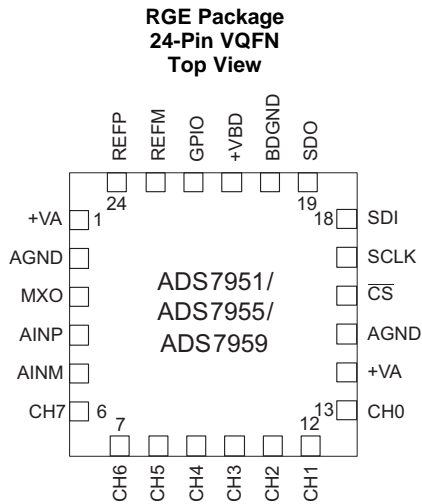 RGE Package
24-Pin VQFN
Top View
REFP
REFM
GPIO
+VBD
BDGND
SDO
24
19
+VA 1
18 SDI
AGND
SCLK
MXO
CS
AINP
AGND
AINM
+VA
CH7 6
13 CH0
ADS7951/
ADS7955/
ADS7959
7
12
CH6
CH5
CH4
CH3
CH2
CH1